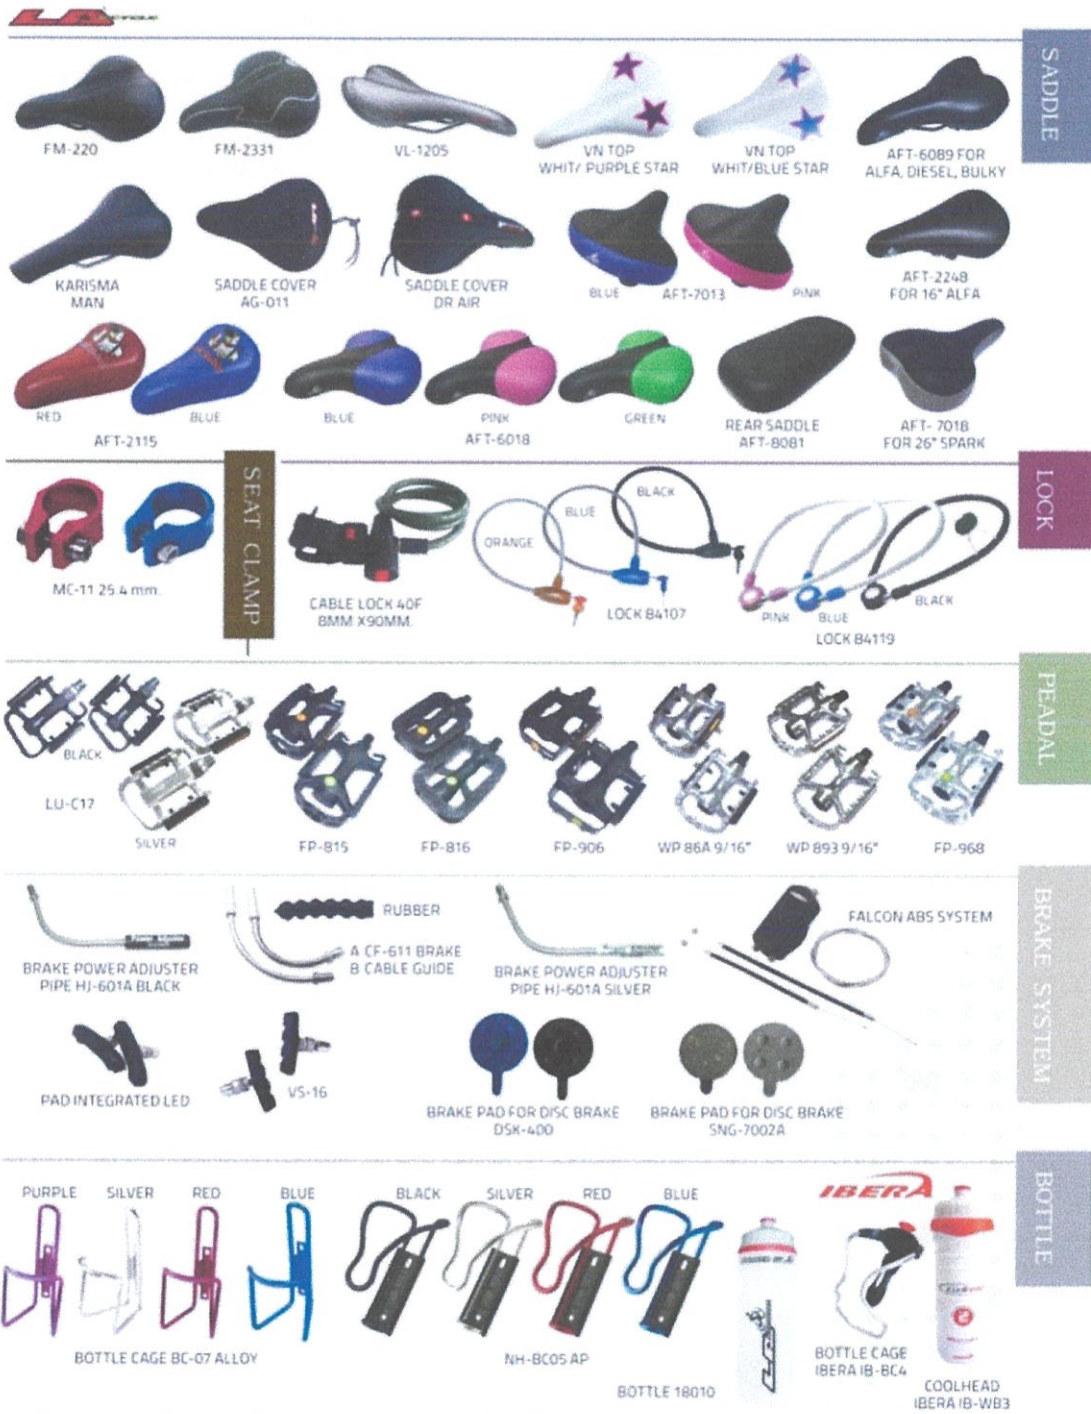 LA
SADDLE
FM-220
FM-2331
VL-1205
VN TOP
WHIT/ PURPLE STAR
VN TOP
WHIT/BLUE STAR
AFT-6089 FOR
ALFA, DIESEL, BULKY
KARISMA
MAN
SADDLE COVER
AG-011
SADDLE COVER
DR AIR
BLUE
AFT-7013
PINK
AFT-2248
FOR 16" ALFA
RED
BLUE
AFT-2115
BLUE
PINK
GREEN
AFT-6018
REAR SADDLE
AFT-8081
AFT- 7018
FOR 26" SPARK
SEAT CLAMP
MC-11 25.4 mm.
LOCK
CABLE LOCK 40F
8MM X90MM.
ORANGE
BLUE
BLACK
LOCK 84107
PINK
BLUE
BLACK
LOCK 84119
PEADAL
BLACK
LU-C17
SILVER
FP-815
FP-816
FP-906
WP 86A 9/16"
WP 893 9/16"
FP-968
BRAKE SYSTEM
BRAKE POWER ADJUSTER
PIPE HJ-601A BLACK
RUBBER
A CF-611 BRAKE
B CABLE GUIDE
BRAKE POWER ADJUSTER
PIPE HJ-601A SILVER
FALCON ABS SYSTEM
PAD INTEGRATED LED
VS-16
BRAKE PAD FOR DISC BRAKE
DSK-400
BRAKE PAD FOR DISC BRAKE
SNG-7002A
BOTTLE
PURPLE
SILVER
RED
BLUE
BOTTLE CAGE BC-07 ALLOY
BLACK
SILVER
RED
BLUE
NH-BC05 AP
BOTTLE 18010
LA
IBERA
BOTTLE CAGE
IBERA IB-BC4
COOLHEAD
IBERA IB-WB3